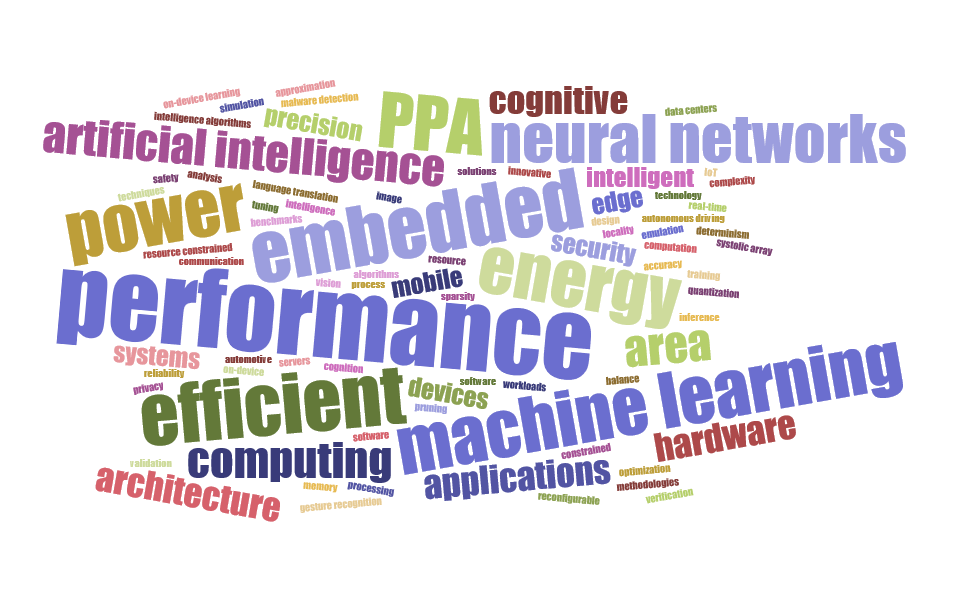 on-device learning
approximation
simulation
malware detection
PPA
cognitive
data centers
intelligence algorithms
precision
neural networks
artificial intelligence
safety
analysis
solutions
innovative
intelligent
IoT
complexity
techniques
power
language translation
image
embedded
edge
technology
real-time
tuning
intelligence
benchmarks
design
autonomous driving
locality
emulation
determinism
security
computation
systolic array
resource constrained
communication
resource
energy
accuracy
training
algorithms
vision
process
mobile
sparsity
quantization
performance
inference
area
systems
automotive
servers
reliability
on-device
cognition
privacy
efficient
devices
software
workloads
balance
machine learning
pruning
software
hardware
validation
computing
constrained
applications
optimization
architecture
memory
processing
methodologies
reconfigurable
verification
gesture recognition